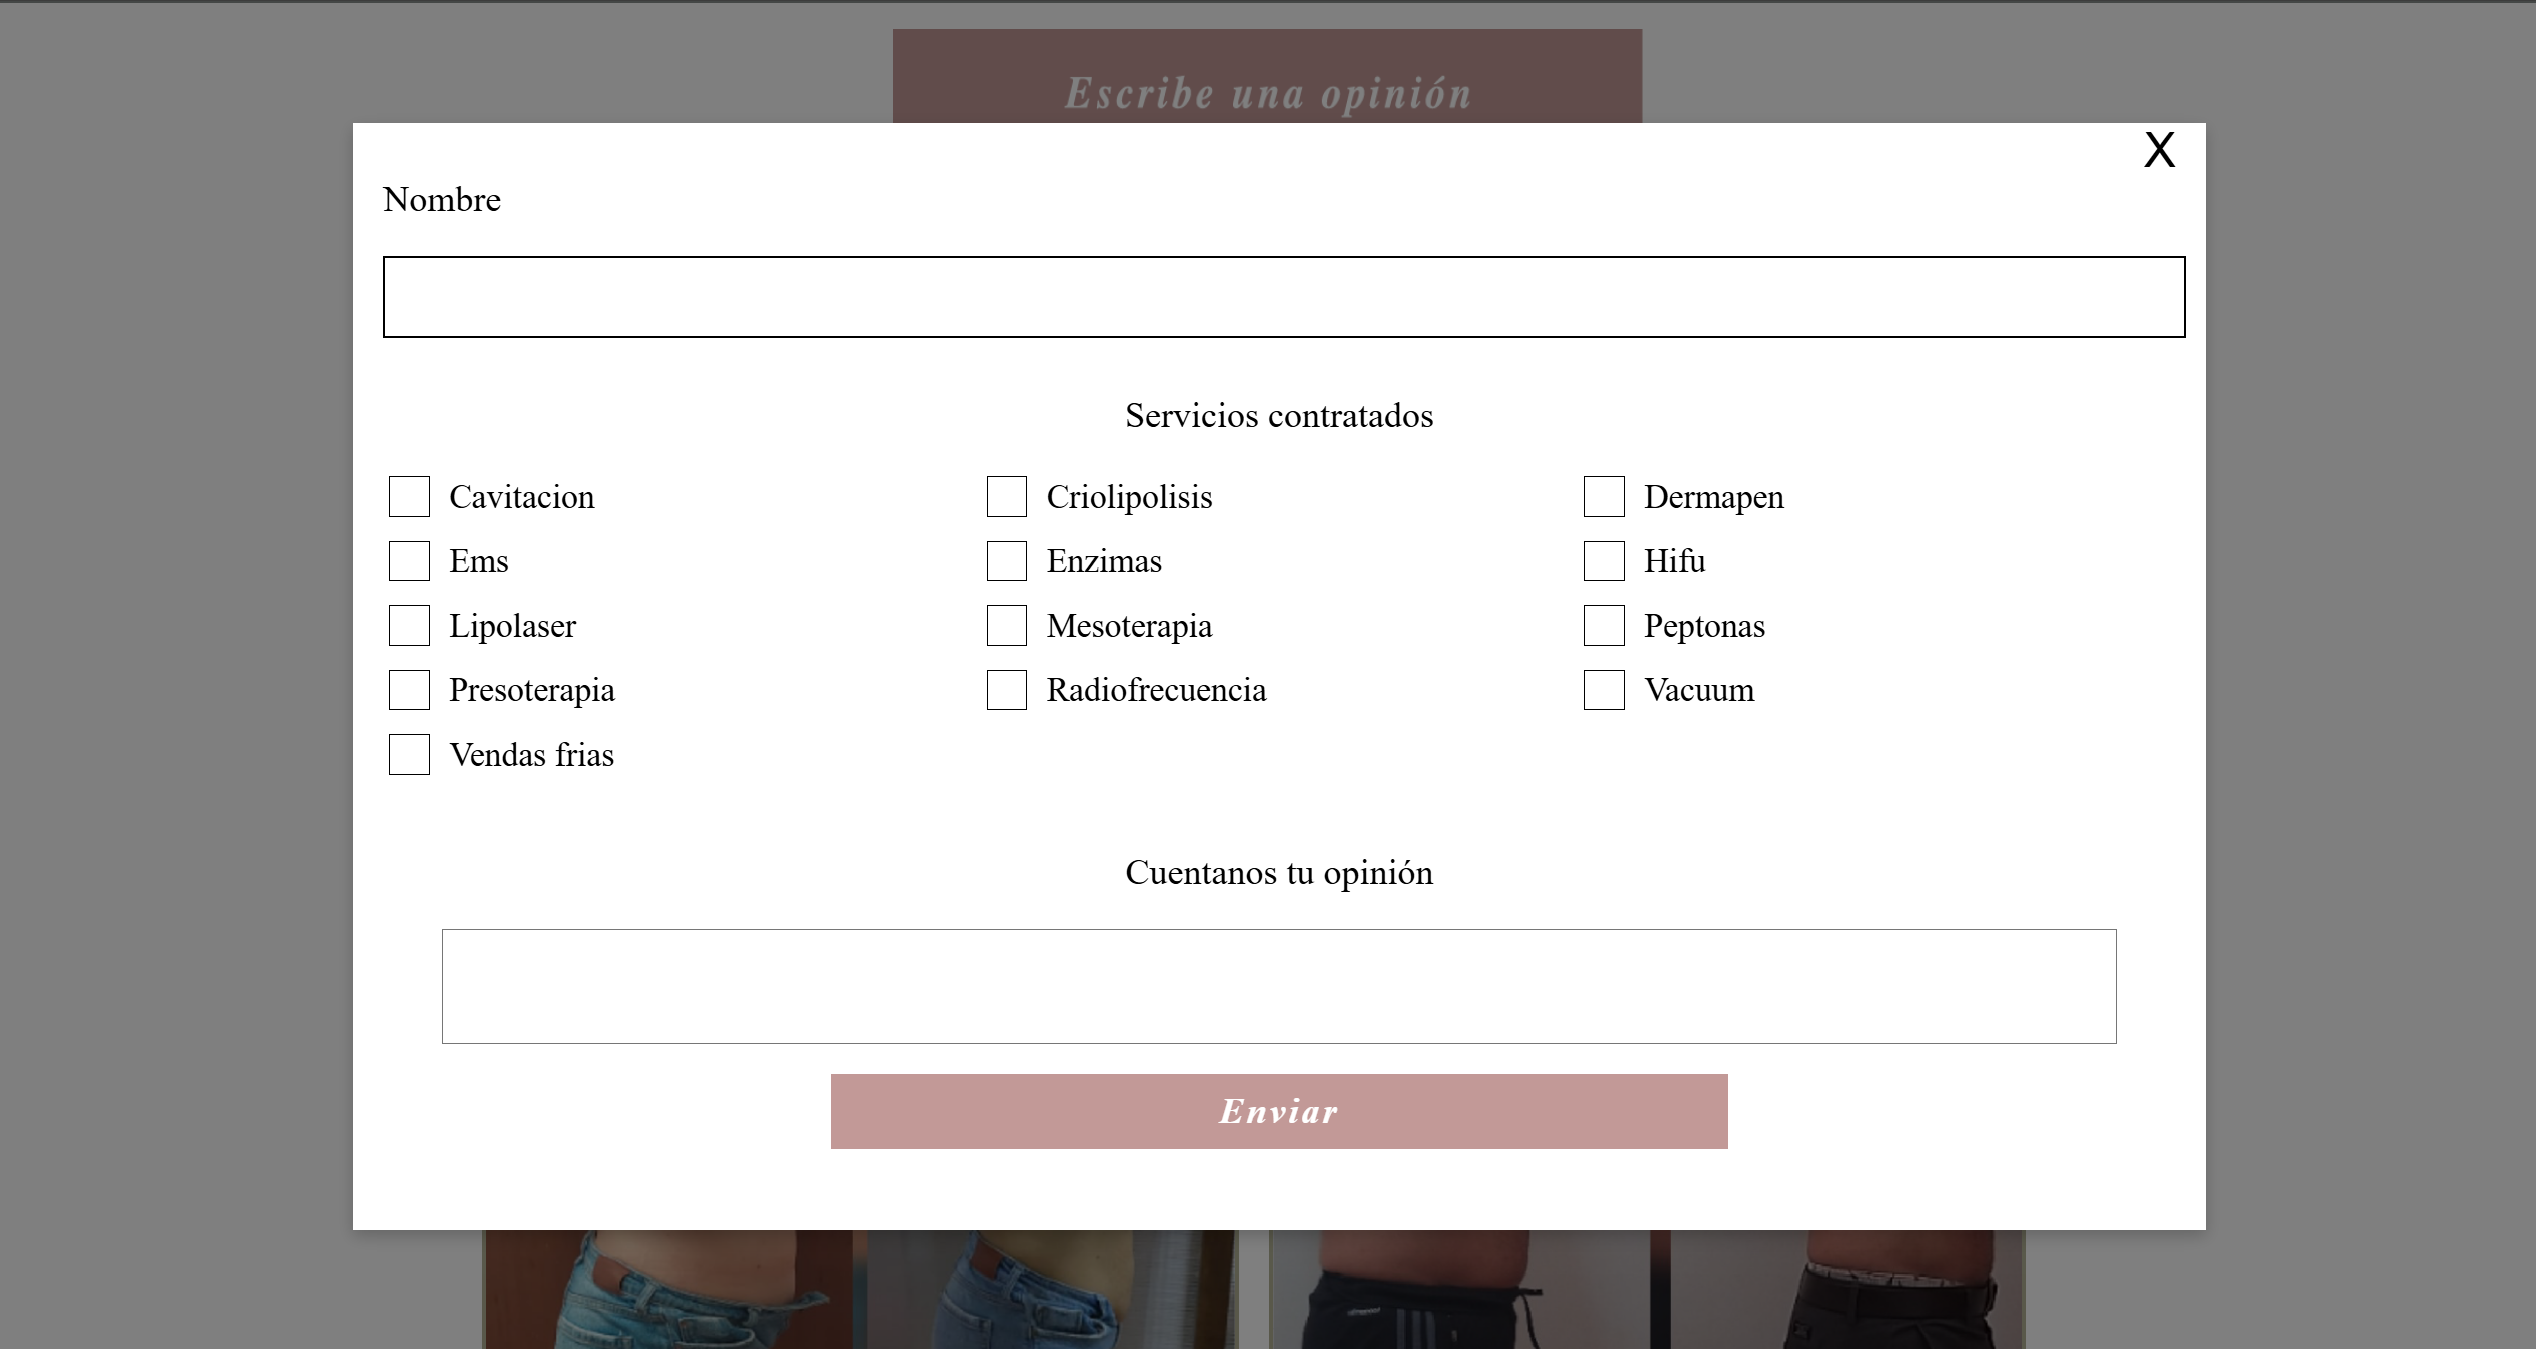 Escribe una opinión
X
Nombre
Servicios contratados
Cavitacion
Criolipolisis
Dermapen
Ems
Enzimas
Hifu
Lipolaser
Mesoterapia
Peptonas
Presoterapia
Radiofrecuencia
Vacuum
Vendas frias
Cuentanos tu opinión
Enviar